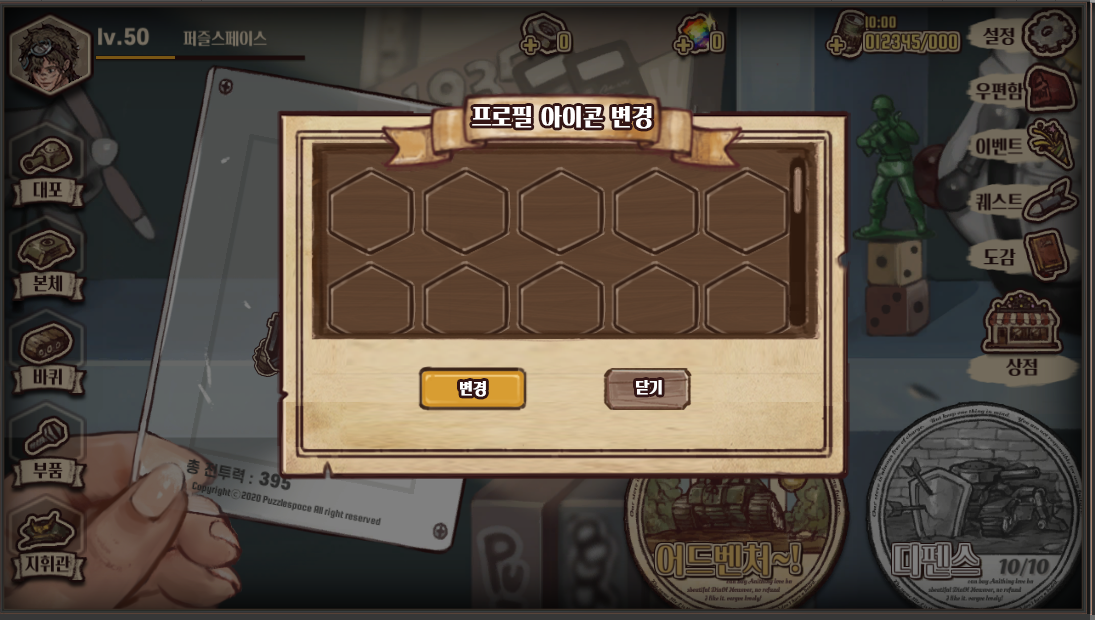 lv.50
퍼즐스페이스
0
0
10:00
012345/000
설정
우편함
이벤트
퀘스트
도감
상점
대포
본체
바퀴
부품
지휘관
1935
프로필 아이콘 변경
변경
닫기
총 전투력 : 395
Copyright ⓒ 2020 Puzzlespace All right reserved
어드벤처~!
디펜스
10/10